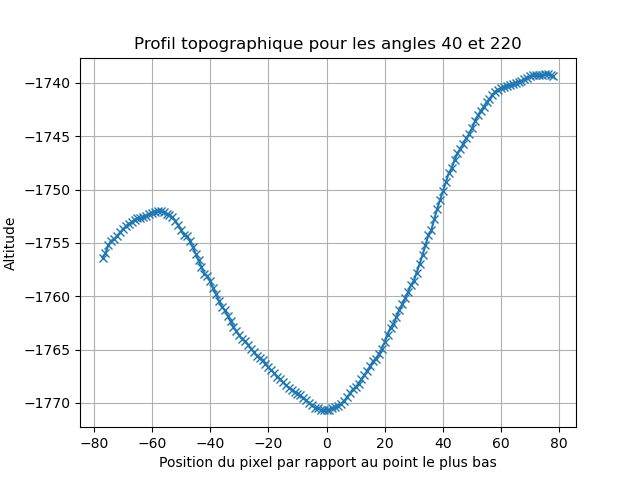 Profil topographique pour les angles 40 et 220
−1740
−1745
−1750
−1755
−1760
−1765
−1770
Altitude
−80 −60 −40 −20 0 20 40 60 80
Position du pixel par rapport au point le plus bas